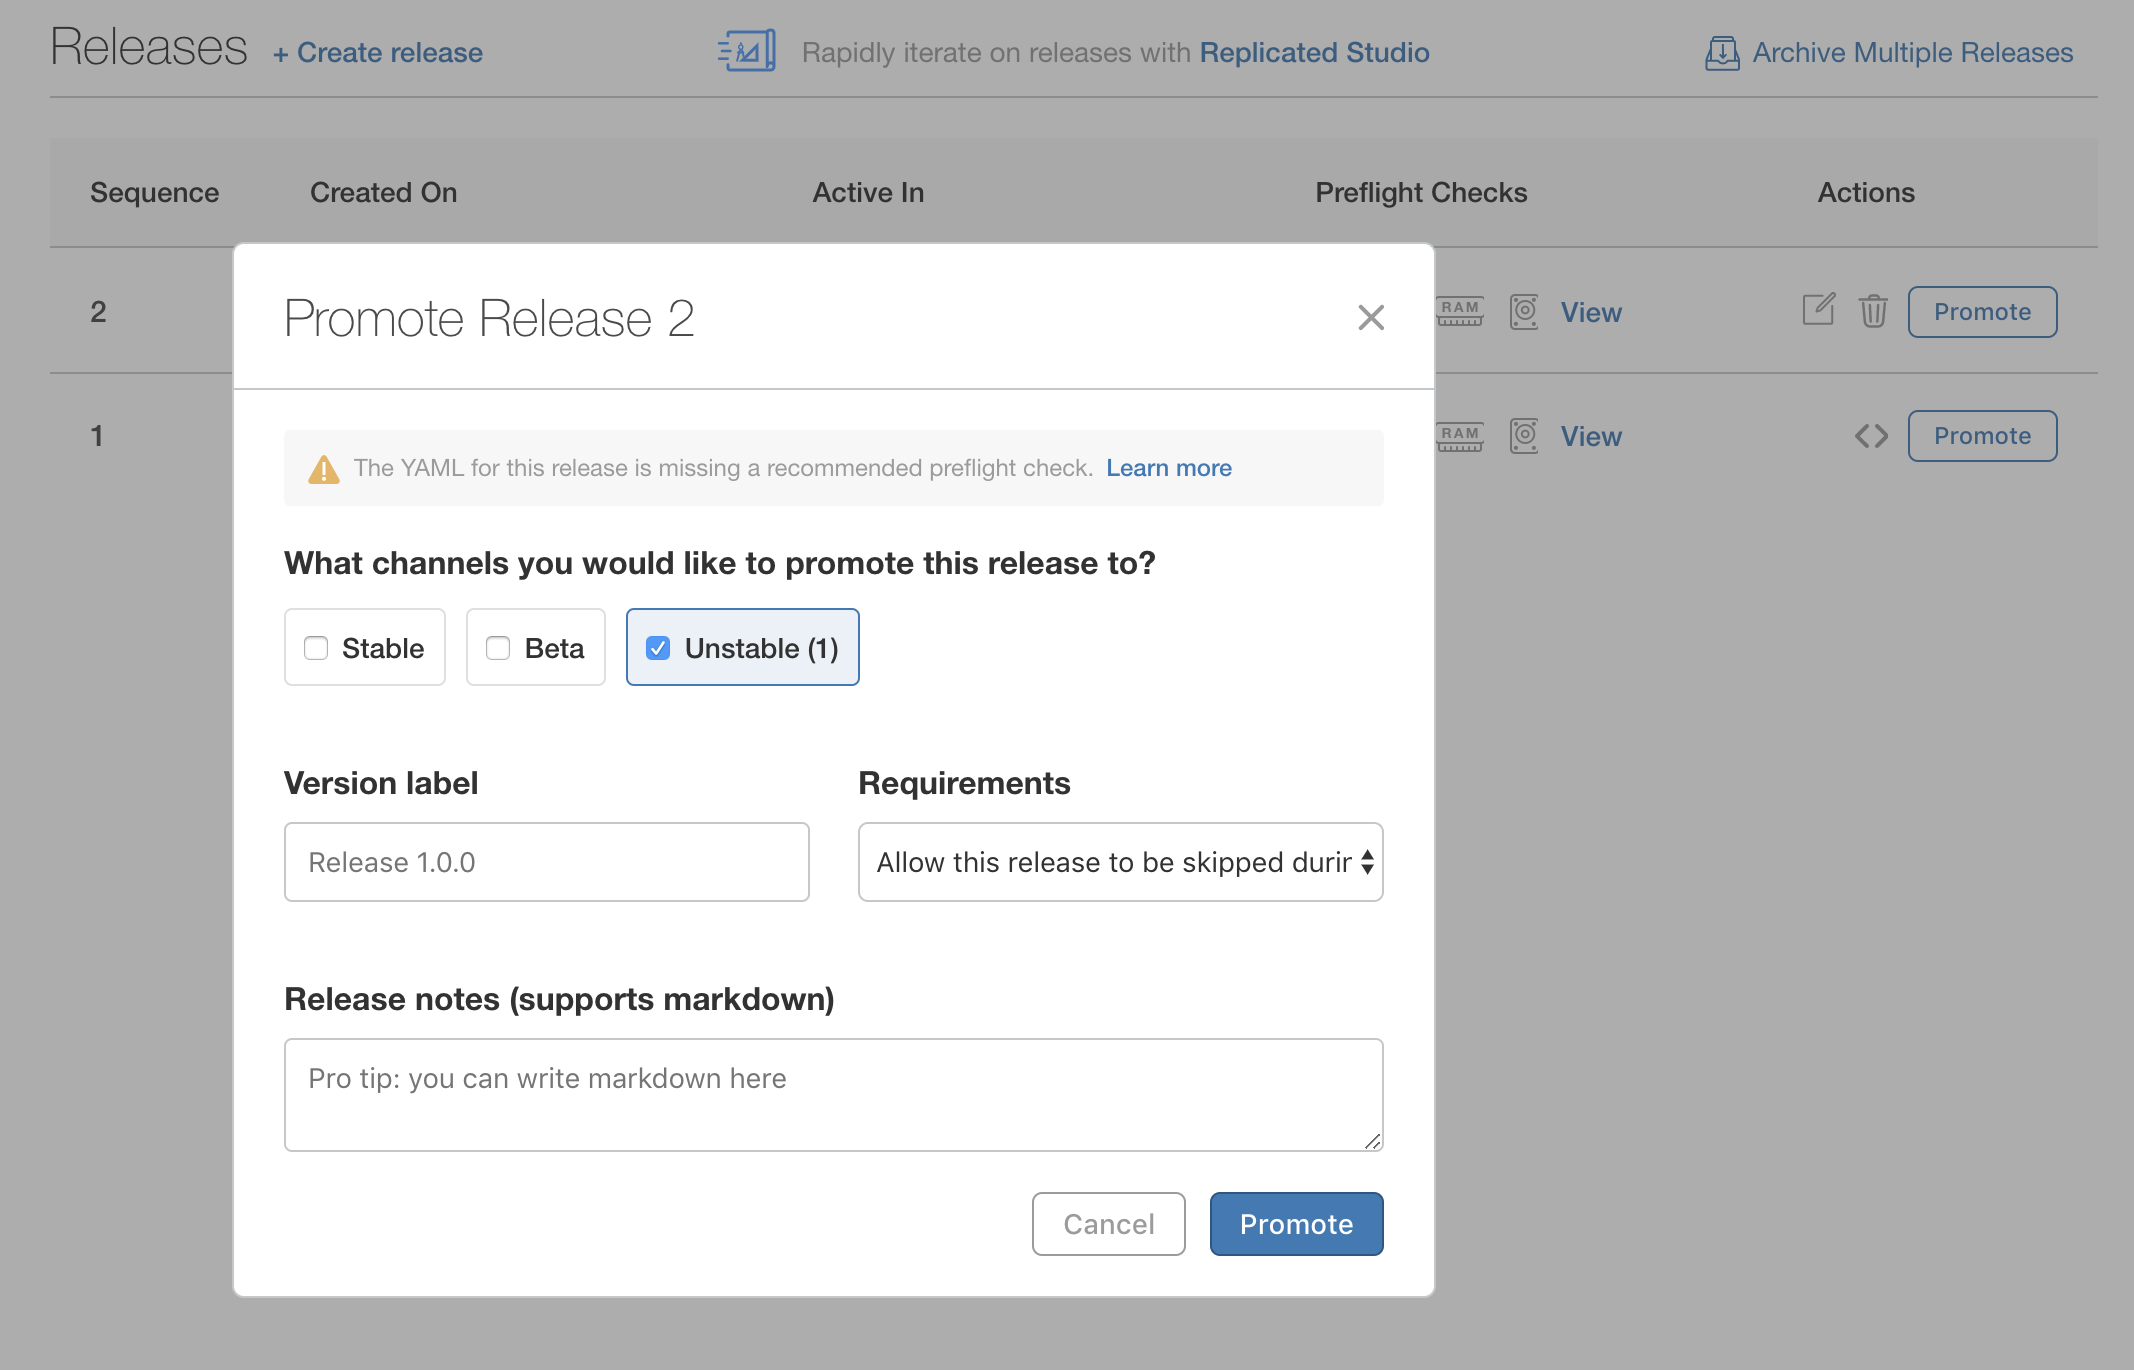 Releases + Create release Rapidly iterate on releases with Replicated Studio Archive Multiple Releases
Sequence Created On Active In Preflight Checks Actions
2 RAM View Promote
1 RAM View Promote
Promote Release 2
The YAML for this release is missing a recommended preflight check. Learn more
What channels you would like to promote this release to?
Stable Beta Unstable (1)
Version label Requirements
Release 1.0.0 Allow this release to be skipped durir
Release notes (supports markdown)
Pro tip: you can write markdown here
Cancel Promote